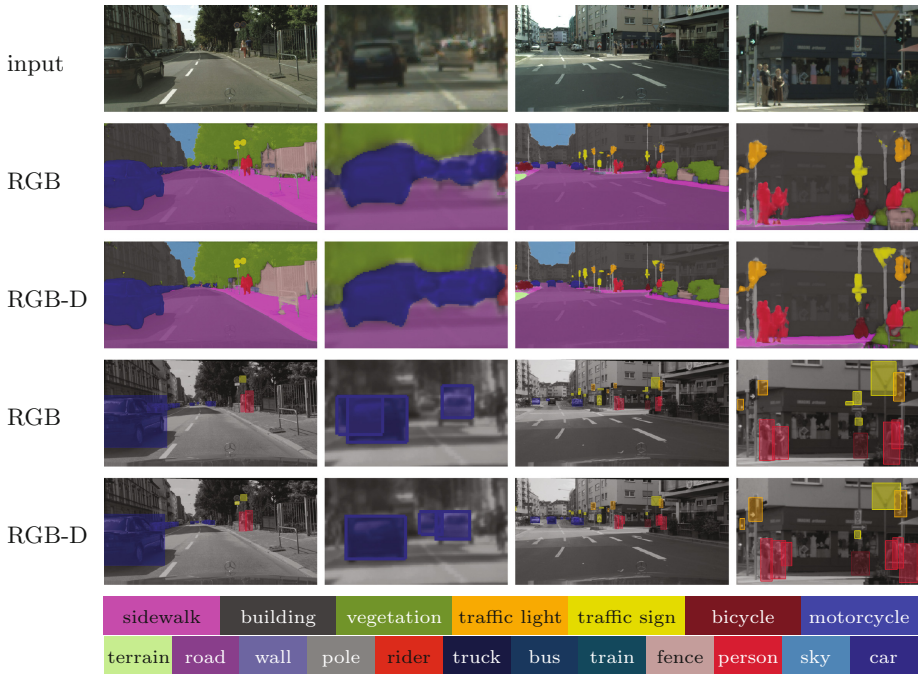 input
RGB
RGB-D
RGB
RGB-D
sidewalk building vegetation traffic light traffic sign bicycle motorcycle
terrain road wall pole rider truck bus train fence person sky car